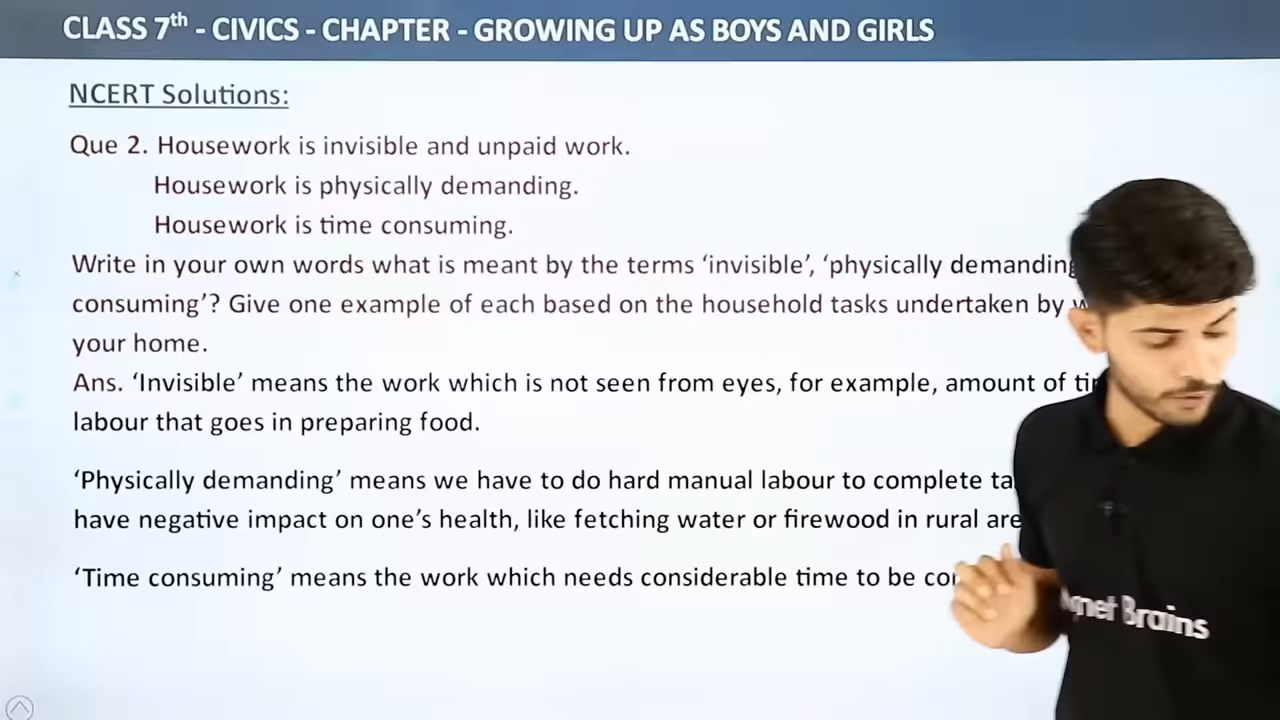 CLASS 7th - CIVICS - CHAPTER - GROWING UP AS BOYS AND GIRLS
NCERT Solutions:
Que 2. Housework is invisible and unpaid work.
Housework is physically demanding.
Housework is time consuming.
Write in your own words what is meant by the terms ‘invisible’, ‘physically demanding
consuming’? Give one example of each based on the household tasks undertaken by
your home.
Ans. ‘Invisible’ means the work which is not seen from eyes, for example, amount of
labour that goes in preparing food.
‘Physically demanding’ means we have to do hard manual labour to complete
have negative impact on one’s health, like fetching water or firewood in rural
‘Time consuming’ means the work which needs considerable time to be
Brains